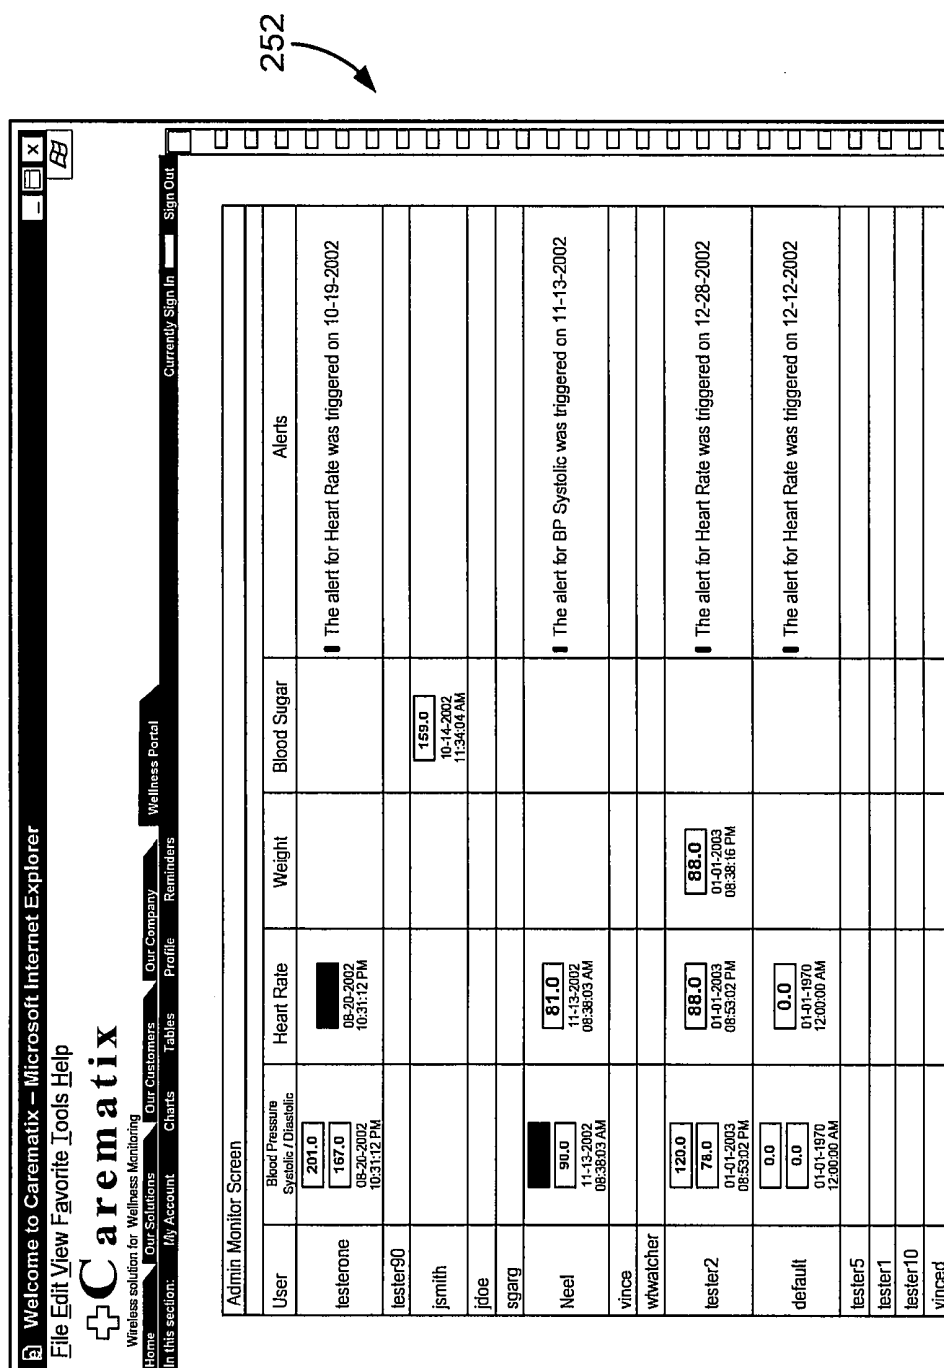 252
Welcome to Carematix – Microsoft Internet Explorer
File Edit View Favorite Tools Help
Carematix
Wireless solution for Wellness Monitoring
Home Our Solutions Our Customers Our Company Wellness Portal
In this section: My Account Charts Tables Profile Reminders Currently Sign In Sign Out
Admin Monitor Screen
User Blood Pressure Systolic / Diastolic Heart Rate Weight Blood Sugar Alerts
testerone 201.0 167.0 08-20-2002 10:31:12 PM 08-20-2002 10:31:12 PM The alert for Heart Rate was triggered on 10-19-2002
tester90
jsmith 159.0 10-14-2002 11:34:04 AM
jdoe
sgarg
Neel 90.0 11-13-2002 08:38:03 AM 81.0 11-13-2002 08:38:03 AM The alert for BP Systolic was triggered on 11-13-2002
vince
wtwatcher
tester2 120.0 78.0 01-01-2003 08:53:02 PM 88.0 01-01-2003 08:53:02 PM 88.0 01-01-2003 08:38:16 PM The alert for Heart Rate was triggered on 12-28-2002
default 0.0 0.0 01-01-1970 12:00:00 AM 0.0 01-01-1970 12:00:00 AM The alert for Heart Rate was triggered on 12-12-2002
tester5
tester1
tester10
vinced